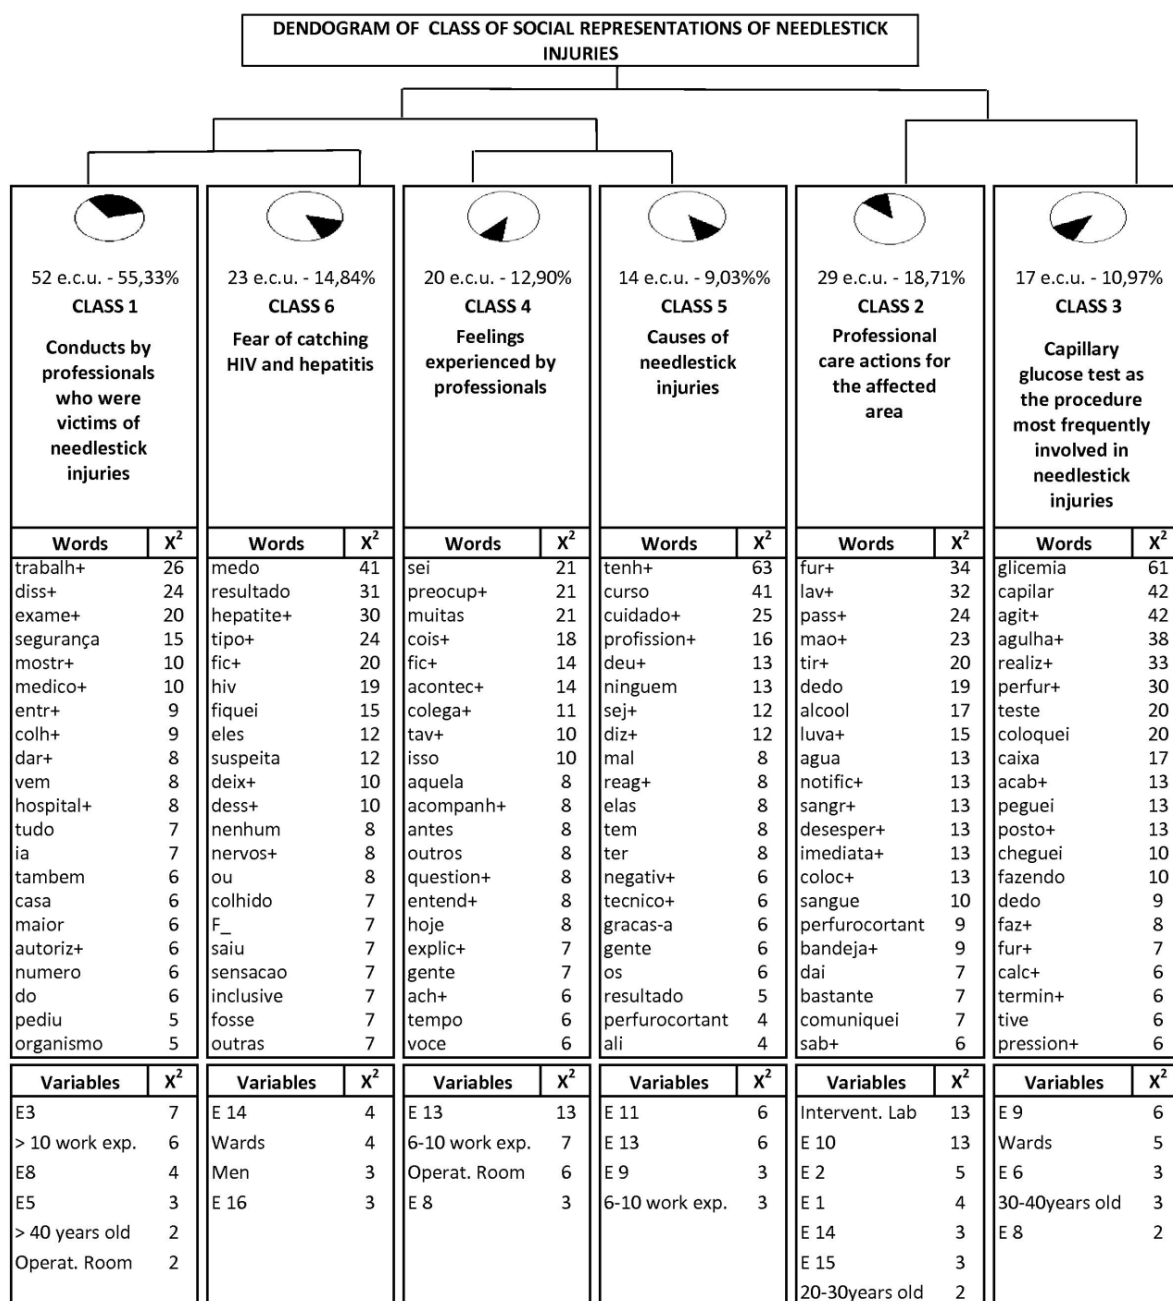 DENDOGRAM OF CLASS OF SOCIAL REPRESENTATIONS OF NEEDLESTICK
INJURIES
52 e.c.u. - 55,33%
CLASS 1
Conducts by
professionals
who were
victims of
needlestick
injuries
Words X²
trabalh+ 26
diss+ 24
exame+ 20
segurança 15
mostr+ 10
medico+ 10
entr+ 9
colh+ 9
dar+ 8
vem 8
hospital+ 8
tudo 7
ia 7
tambem 6
casa 6
maior 6
autoriz+ 6
numero 6
do 6
pediu 5
organismo 5
Variables X²
E3 7
> 10 work exp. 6
E8 4
E5 3
> 40 years old 2
Operat. Room 2
23 e.c.u. - 14,84%
CLASS 6
Fear of catching
HIV and hepatitis
Words X²
medo 41
resultado 31
hepatite+ 30
tipo+ 24
fic+ 20
hiv 19
fiquei 15
eles 12
suspeita 12
deix+ 10
dess+ 10
nenhum 8
nervos+ 8
ou 8
colhido 7
F_ 7
saiu 7
sensacao 7
inclusive 7
fosse 7
outras 7
Variables X²
E 14 4
Wards 4
Men 3
E 16 3
20 e.c.u. - 12,90%
CLASS 4
Feelings
experienced by
professionals
Words X²
sei 21
preocup+ 21
muitas 21
cois+ 18
fic+ 14
acontec+ 14
colega+ 11
tav+ 10
isso 10
aquela 8
acompanh+ 8
antes 8
outros 8
question+ 8
entend+ 8
hoje 8
explic+ 7
gente 7
ach+ 6
tempo 6
voce 6
Variables X²
E 13 13
6-10 work exp. 7
Operat. Room 6
E 8 3
14 e.c.u. - 9,03%%
CLASS 5
Causes of
needlestick
injuries
Words X²
tenh+ 63
curso 41
cuidado+ 25
profission+ 16
deu+ 13
ninguem 13
sej+ 12
diz+ 12
mal 8
reag+ 8
elas 8
tem 8
ter 8
negativ+ 6
tecnico+ 6
gracas-a 6
gente 6
os 6
resultado 5
perfurocortant 4
ali 4
Variables X²
E 11 6
E 13 6
E 9 3
6-10 work exp. 3
29 e.c.u. - 18,71%
CLASS 2
Professional
care actions for
the affected
area
Words X²
fur+ 34
lav+ 32
pass+ 24
mao+ 23
tir+ 20
dedo 19
alcool 17
luva+ 15
agua 13
notific+ 13
sangr+ 13
desesper+ 13
imediata+ 13
coloc+ 13
sangue 10
perfurocortant 9
bandeja+ 9
dai 7
bastante 7
comuniquei 7
sab+ 6
Variables X²
Intervent. Lab 13
E 10 13
E 2 5
E 1 4
E 14 3
E 15 3
20-30years old 2
17 e.c.u. - 10,97%
CLASS 3
Capillary
glucose test as
the procedure
most frequently
involved in
needlestick
injuries
Words X²
glicemia 61
capilar 42
agit+ 42
agulha+ 38
realiz+ 33
perfur+ 30
teste 20
coloquei 20
caixa 17
acab+ 13
peguei 13
posto+ 13
cheguei 10
fazendo 10
dedo 9
faz+ 8
fur+ 7
calc+ 6
termin+ 6
tive 6
pression+ 6
Variables X²
E 9 6
Wards 5
E 6 3
30-40years old 3
E 8 2